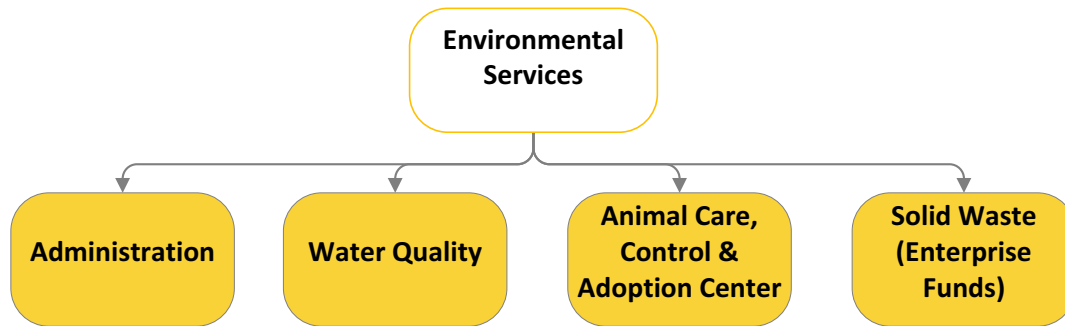 Environmental
Services
Administration
Water Quality
Animal Care,
Control &
Adoption Center
Solid Waste
(Enterprise
Funds)